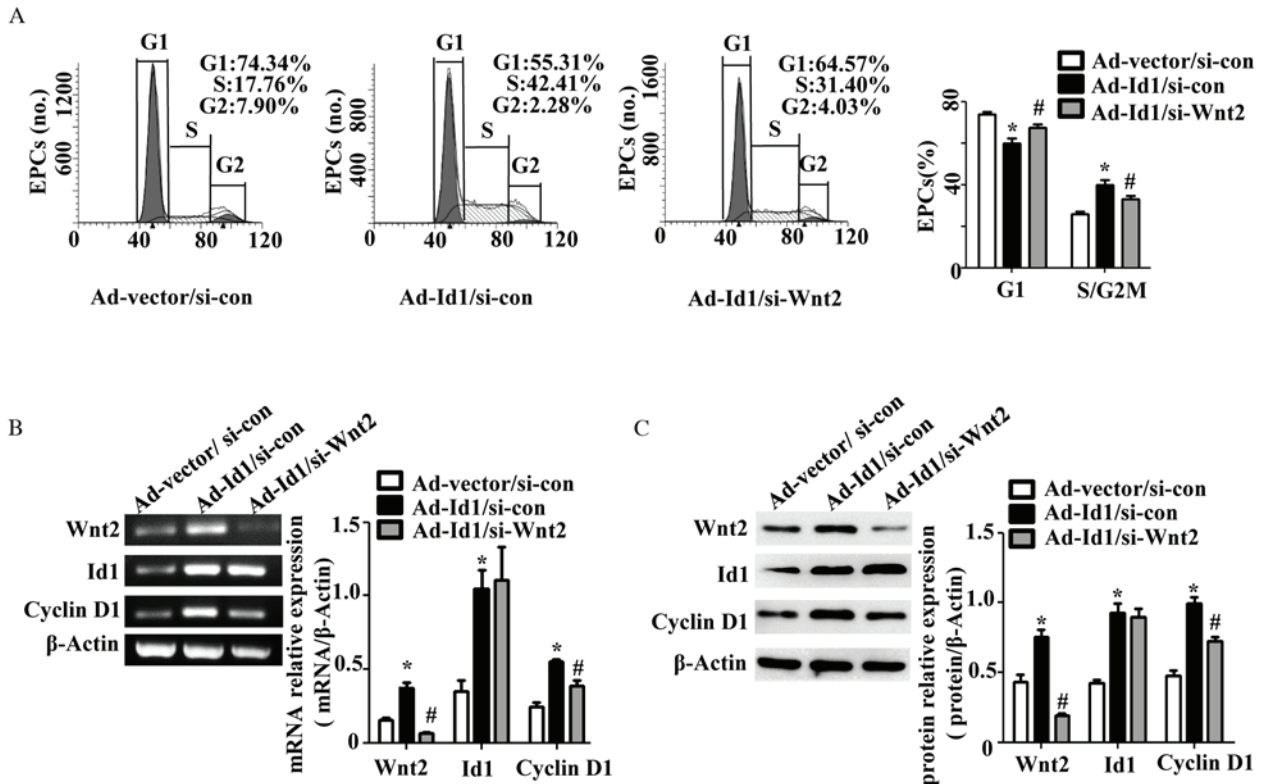 A
G1
G1:74.34%
S:17.76%
G2:7.90%
S
G2
EPCs (no.)
600
1200
0 40 80 120
Ad-vector/si-con
G1
G1:55.31%
S:42.41%
G2:2.28%
S
G2
EPCs (no.)
400
800
0 40 80 120
Ad-Id1/si-con
G1
G1:64.57%
S:31.40%
G2:4.03%
S
G2
EPCs (no.)
800
1600
0 40 80 120
Ad-Id1/si-Wnt2
Ad-vector/si-con
Ad-Id1/si-con
Ad-Id1/si-Wnt2
EPCs(%)
80
40
0
* #
* #
G1 S/G2M
B
Ad-vector/ si-con
Ad-Id1/si-con
Ad-Id1/si-Wnt2
Wnt2
Id1
Cyclin D1
β-Actin
Ad-vector/si-con
Ad-Id1/si-con
Ad-Id1/si-Wnt2
mRNA relative expression
( mRNA/β-Actin)
1.5
1.0
0.5
0
* #
*
* #
Wnt2 Id1 Cyclin D1
C
Ad-vector/ si-con
Ad-Id1/si-con
Ad-Id1/si-Wnt2
Wnt2
Id1
Cyclin D1
β-Actin
Ad-vector/si-con
Ad-Id1/si-con
Ad-Id1/si-Wnt2
protein relative expression
( protein/β-Actin)
1.5
1.0
0.5
0
* #
*
* #
Wnt2 Id1 Cyclin D1